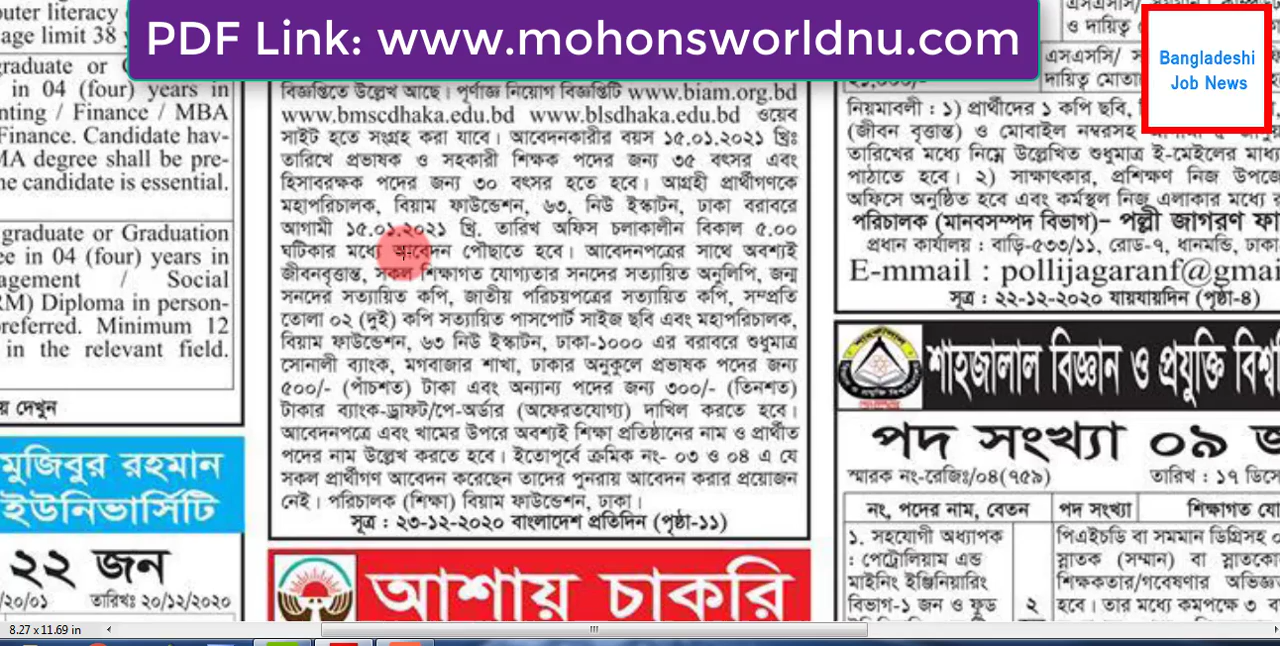 PDF Link: www.mohonsworldnu.com
Bangladeshi
Job News
uter literacy
age limit 38
graduate or
in 04 (four) years in
nting / Finance / MBA
Finance. Candidate hav-
MA degree shall be pre-
ne candidate is essential.
graduate or Graduation
ee in 04 (four) years in
agement / Social
RM) Diploma in person-
preferred. Minimum 12
in the relevant field.
য় দেখুন
মুজিবুর রহমান
ইউনিভার্সিটি
২২ জন
/২০/০১ তারিখঃ ২০/১২/২০২০
বিজ্ঞপ্তিতে উল্লেখ আছে। পূর্ণাঙ্গ নিয়োগ বিজ্ঞপ্তিটি www.biam.org.bd
www.bmscdhaka.edu.bd www.blsdhaka.edu.bd ওয়েব
সাইট হতে সংগ্রহ করা যাবে। আবেদনকারীর বয়স ১৫.০১.২০২১ খ্রিঃ
তারিখে প্রভাষক ও সহকারী শিক্ষক পদের জন্য ৩৫ বৎসর এবং
হিসাবরক্ষক পদের জন্য ৩০ বৎসর হতে হবে। আগ্রহী প্রার্থীগণকে
মহাপরিচালক, বিয়াম ফাউন্ডেশন, ৬৩, নিউ ইস্কাটন, ঢাকা বরাবরে
আগামী ১৫.০১.২০২১ খ্রি. তারিখ অফিস চলাকালীন বিকাল ৫.০০
ঘটিকার মধ্যে আবেদন পৌছাতে হবে। আবেদনপত্রের সাথে অবশ্যই
জীবনবৃত্তান্ত, সকল শিক্ষাগত যোগ্যতার সনদের সত্যায়িত অনুলিপি, জন্ম
সনদের সত্যায়িত কপি, জাতীয় পরিচয়পত্রের সত্যায়িত কপি, সম্প্রতি
তোলা ০২ (দুই) কপি সত্যায়িত পাসপোর্ট সাইজ ছবি এবং মহাপরিচালক,
বিয়াম ফাউন্ডেশন, ৬৩ নিউ ইস্কাটন, ঢাকা-১০০০ এর বরাবরে শুধুমাত্র
সোনালী ব্যাংক, মগবাজার শাখা, ঢাকার অনুকুলে প্রভাষক পদের জন্য
৫০০/- (পাঁচশত) টাকা এবং অন্যান্য পদের জন্য ৩০০/- (তিনশত)
টাকার ব্যাংক-ড্রাফট/পে-অর্ডার (অফেরতযোগ্য) দাখিল করতে হবে।
আবেদনপত্রে এবং খামের উপরে অবশ্যই শিক্ষা প্রতিষ্ঠানের নাম ও প্রার্থীত
পদের নাম উল্লেখ করতে হবে। ইতোপূর্বে ক্রমিক নং- ০৩ ও ০৪ এ যে
সকল প্রার্থীগণ আবেদন করেছেন তাদের পুনরায় আবেদন করার প্রয়োজন
নেই। পরিচালক (শিক্ষা) বিয়াম ফাউন্ডেশন, ঢাকা।
সূত্র : ২৩-১২-২০২০ বাংলাদেশ প্রতিদিন (পৃষ্ঠা-১১)
আশায় চাকরি
ও দায়িত্ব
এসএসসি/
দায়িত্ব
নিয়মাবলী : ১) প্রার্থীদের ১ কপি ছবি,
(জীবন বৃত্তান্ত) ও মোবাইল নম্বরসহ
তারিখের মধ্যে নিম্নে উল্লেখিত শুধুমাত্র ই-মেইলের মাধ্য
পাঠাতে হবে। ২) সাক্ষাৎকার, প্রশিক্ষণ নিজ উপজে
অফিসে অনুষ্ঠিত হবে এবং কর্মস্থল নিজ এলাকার মধ্যে
পরিচালক (মানবসম্পদ বিভাগ)– পল্লী জাগরণ ফা
প্রধান কার্যালয় : বাড়ি-৫৩৩/১১, রোড-৭, ধানমন্ডি, ঢাকা
E-mmail : pollijagaranf@gmai
সূত্র : ২২-১২-২০২০ যায়যায়দিন (পৃষ্ঠা-৪)
শাহজালাল বিজ্ঞান ও প্রযুক্তি বিশ্ববি
পদ সংখ্যা ০৯ জ
স্মারক নং-রেজিঃ/০৪(৭৫৯) তারিখ : ১৭ ডিসে
নং, পদের নাম, বেতন পদ সংখ্যা শিক্ষাগত যো
১. সহযোগী অধ্যাপক
: পেট্রোলিয়াম এন্ড
মাইনিং ইঞ্জিনিয়ারিং
বিভাগ-১ জন ও ফুড
২
পিএইচডি বা সমমান ডিগ্রিসহ
স্নাতক (সম্মান) বা স্নাতকো
শিক্ষকতার/গবেষণার অভিজ্ঞ
হবে। তার মধ্যে কমপক্ষে ৩
8.27 x 11.69 in